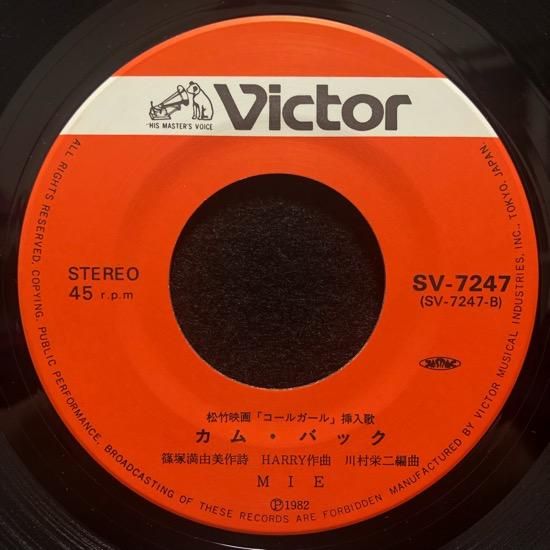 Victor
"HIS MASTER'S VOICE"
STEREO
45 r.p.m
SV-7247
(SV-7247-B)
JASRAC
松竹映画「コールガール」挿入歌
カム・バック
篠塚満由美作詩 HARRY作曲 川村栄二編曲
MIE
Ⓟ1982
ALL RIGHTS RESERVED, COPYING, PUBLIC PERFORMANCE, BROADCASTING OF THESE RECORDS ARE FORBIDDEN MANUFACTURED BY VICTOR MUSICAL INDUSTRIES, INC. TOKYO, JAPAN.